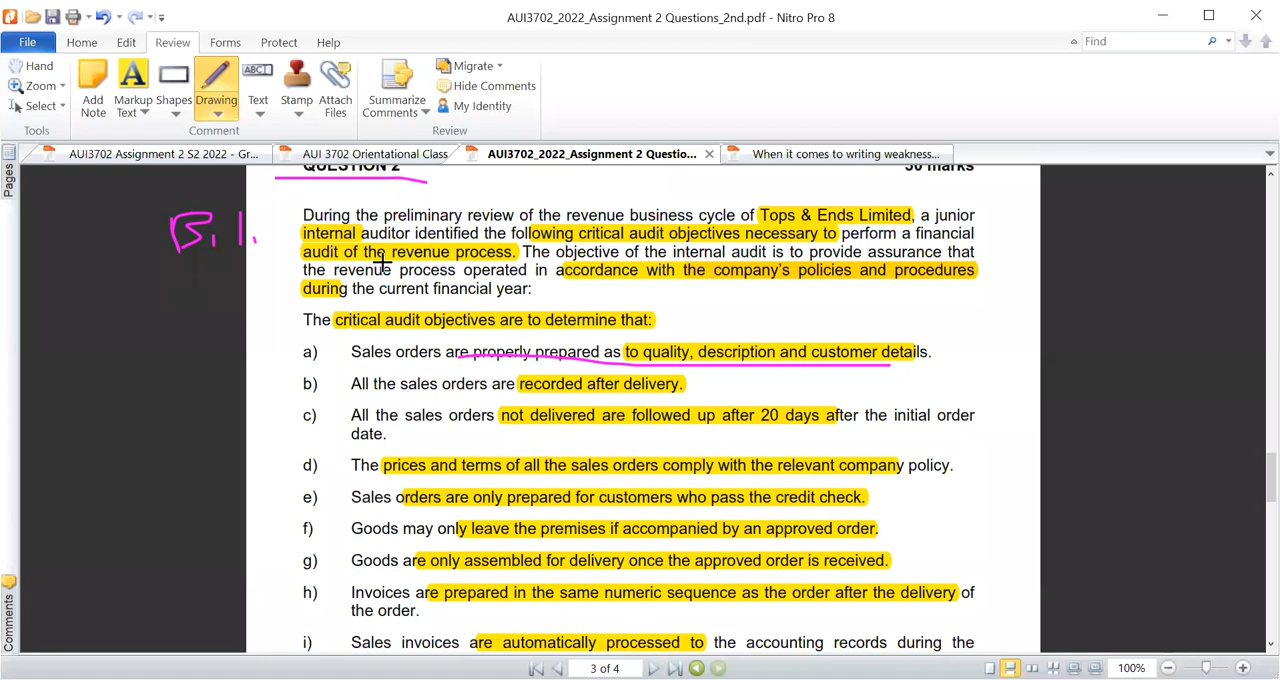 AUI3702_2022_Assignment 2 Questions_2nd.pdf - Nitro Pro 8
File Home Edit Review Forms Protect Help Find
Hand
Zoom
Select
Tools
Add Note
Markup Text
Shapes
Drawing
Text
Stamp
Attach Files
Comment
Summarize Comments
Migrate
Hide Comments
My Identity
Review
AUI3702 Assignment 2 S2 2022 - Gr... AUI 3702 Orientational Class AUI3702_2022_Assignment 2 Questio... When it comes to writing weakness...
Pages
QUESTION 2 30 marks
B.1.
During the preliminary review of the revenue business cycle of Tops & Ends Limited, a junior
internal auditor identified the following critical audit objectives necessary to perform a financial
audit of the revenue process. The objective of the internal audit is to provide assurance that
the revenue process operated in accordance with the company's policies and procedures
during the current financial year:
The critical audit objectives are to determine that:
a) Sales orders are properly prepared as to quality, description and customer details.
b) All the sales orders are recorded after delivery.
c) All the sales orders not delivered are followed up after 20 days after the initial order
date.
d) The prices and terms of all the sales orders comply with the relevant company policy.
e) Sales orders are only prepared for customers who pass the credit check.
f) Goods may only leave the premises if accompanied by an approved order.
g) Goods are only assembled for delivery once the approved order is received.
h) Invoices are prepared in the same numeric sequence as the order after the delivery of
the order.
i) Sales invoices are automatically processed to the accounting records during the
Comments
3 of 4
100%